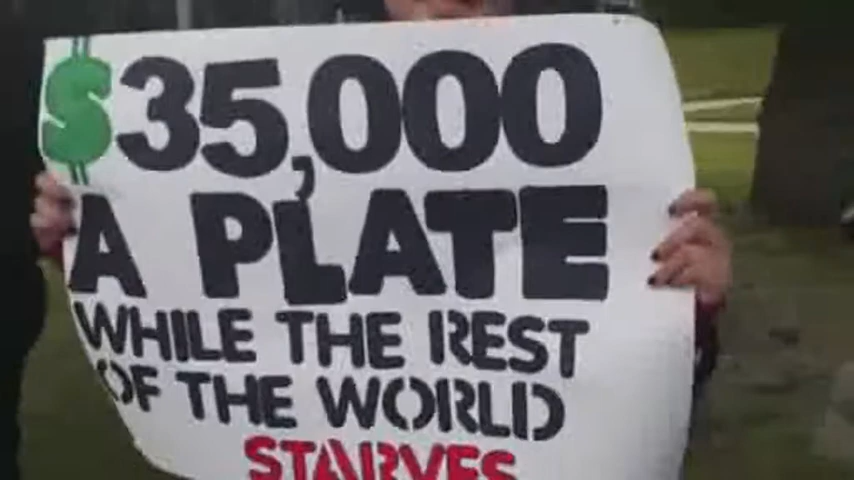 $35,000
A PLATE
WHILE THE REST
OF THE WORLD
STARVES